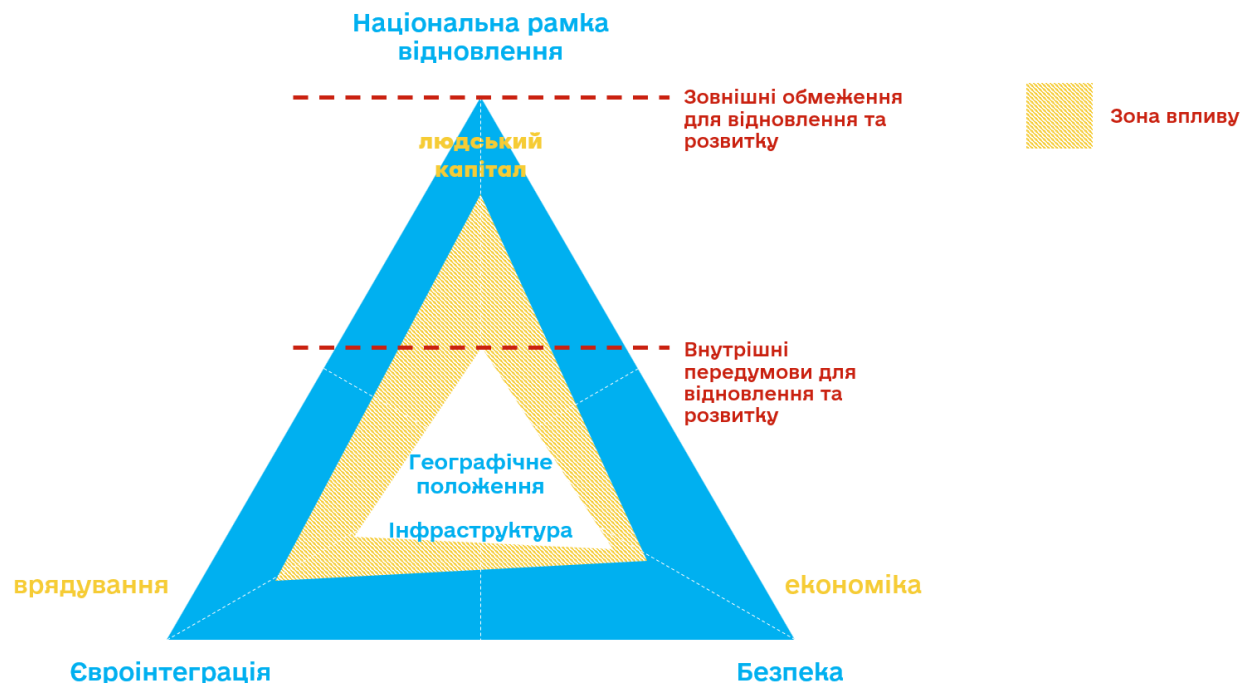 Національна рамка
відновлення
Зовнішні обмеження
для відновлення та
розвитку
Зона впливу
людський
капітал
Внутрішні
передумови для
відновлення та
розвитку
Географічне
положення
Інфраструктура
врядування
економіка
Євроінтеграція
Безпека